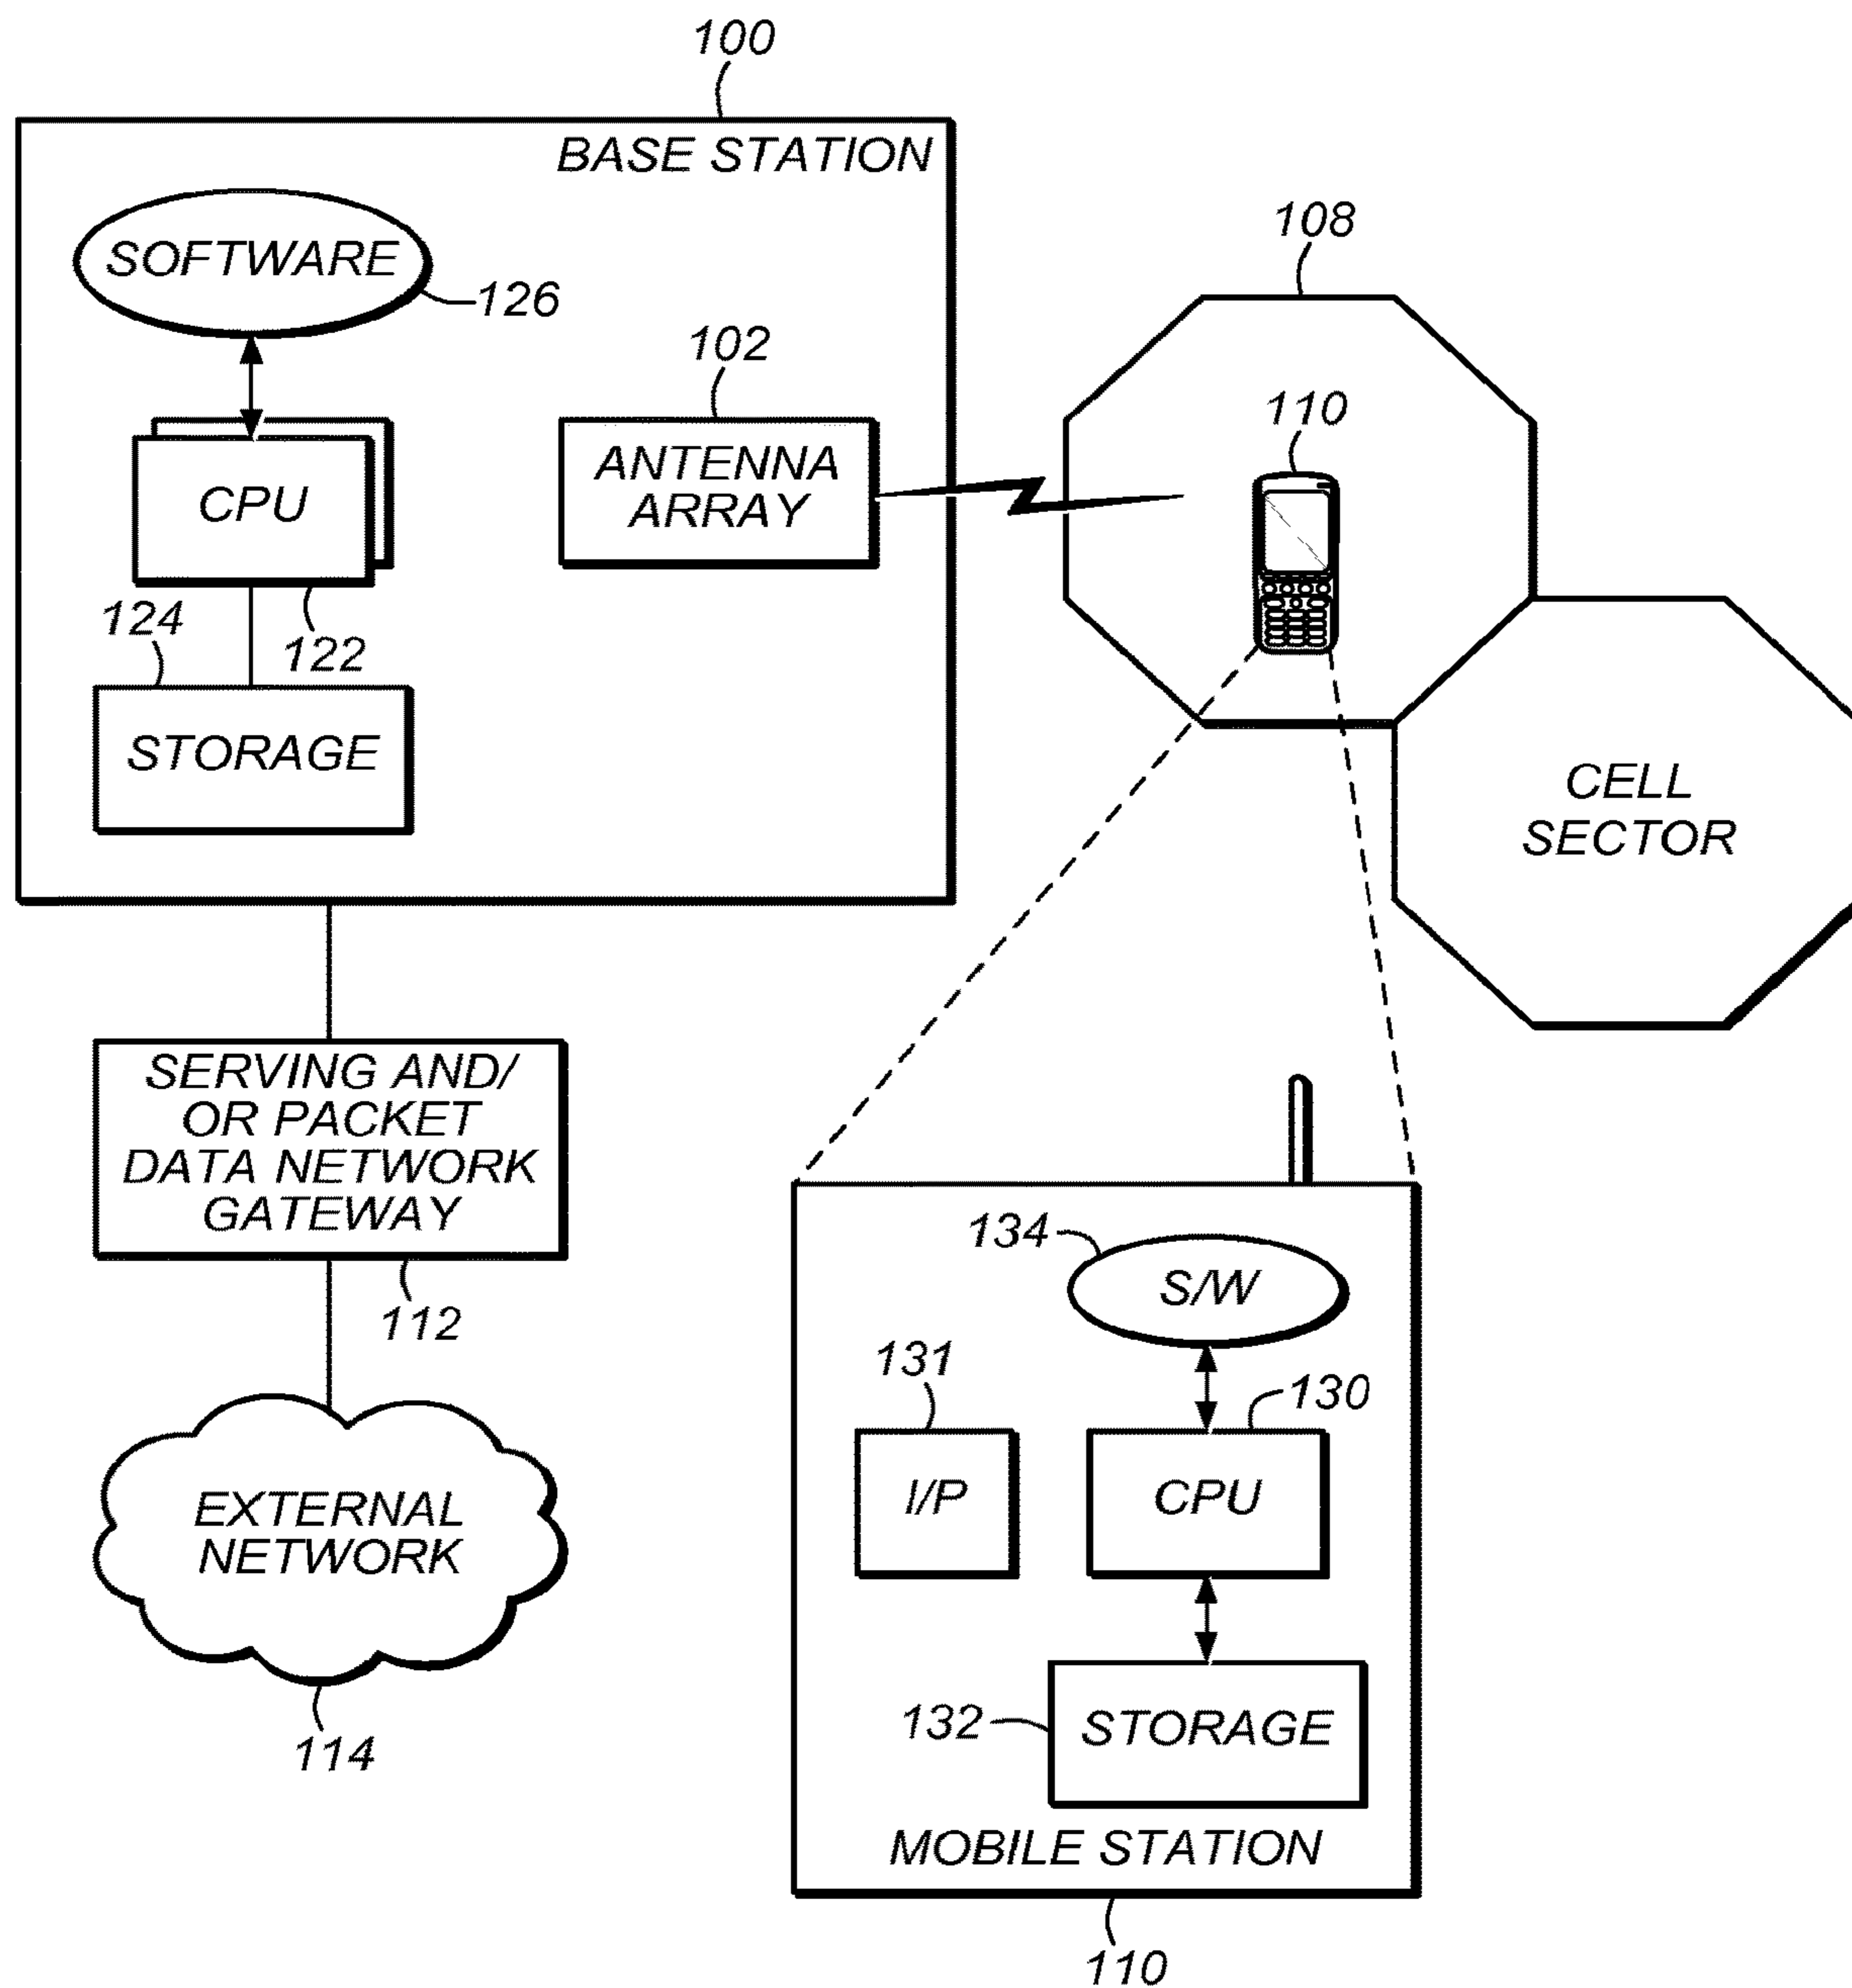 100
BASE STATION
SOFTWARE
126
108
102
110
ANTENNA
ARRAY
CPU
124
122
STORAGE
CELL
SECTOR
SERVING AND/
OR PACKET
DATA NETWORK
GATEWAY
112
134
S/W
131
130
I/P
CPU
EXTERNAL
NETWORK
132
STORAGE
114
MOBILE STATION
110